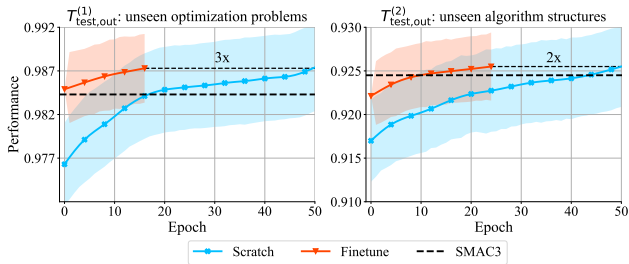 T^{(1)}_{test,out}: unseen optimization problems
0.992
0.987
0.982
0.977
Performance
3x
0 10 20 30 40 50
Epoch
T^{(2)}_{test,out}: unseen algorithm structures
0.930
0.925
0.920
0.915
0.910
2x
0 10 20 30 40 50
Epoch
Scratch Finetune SMAC3